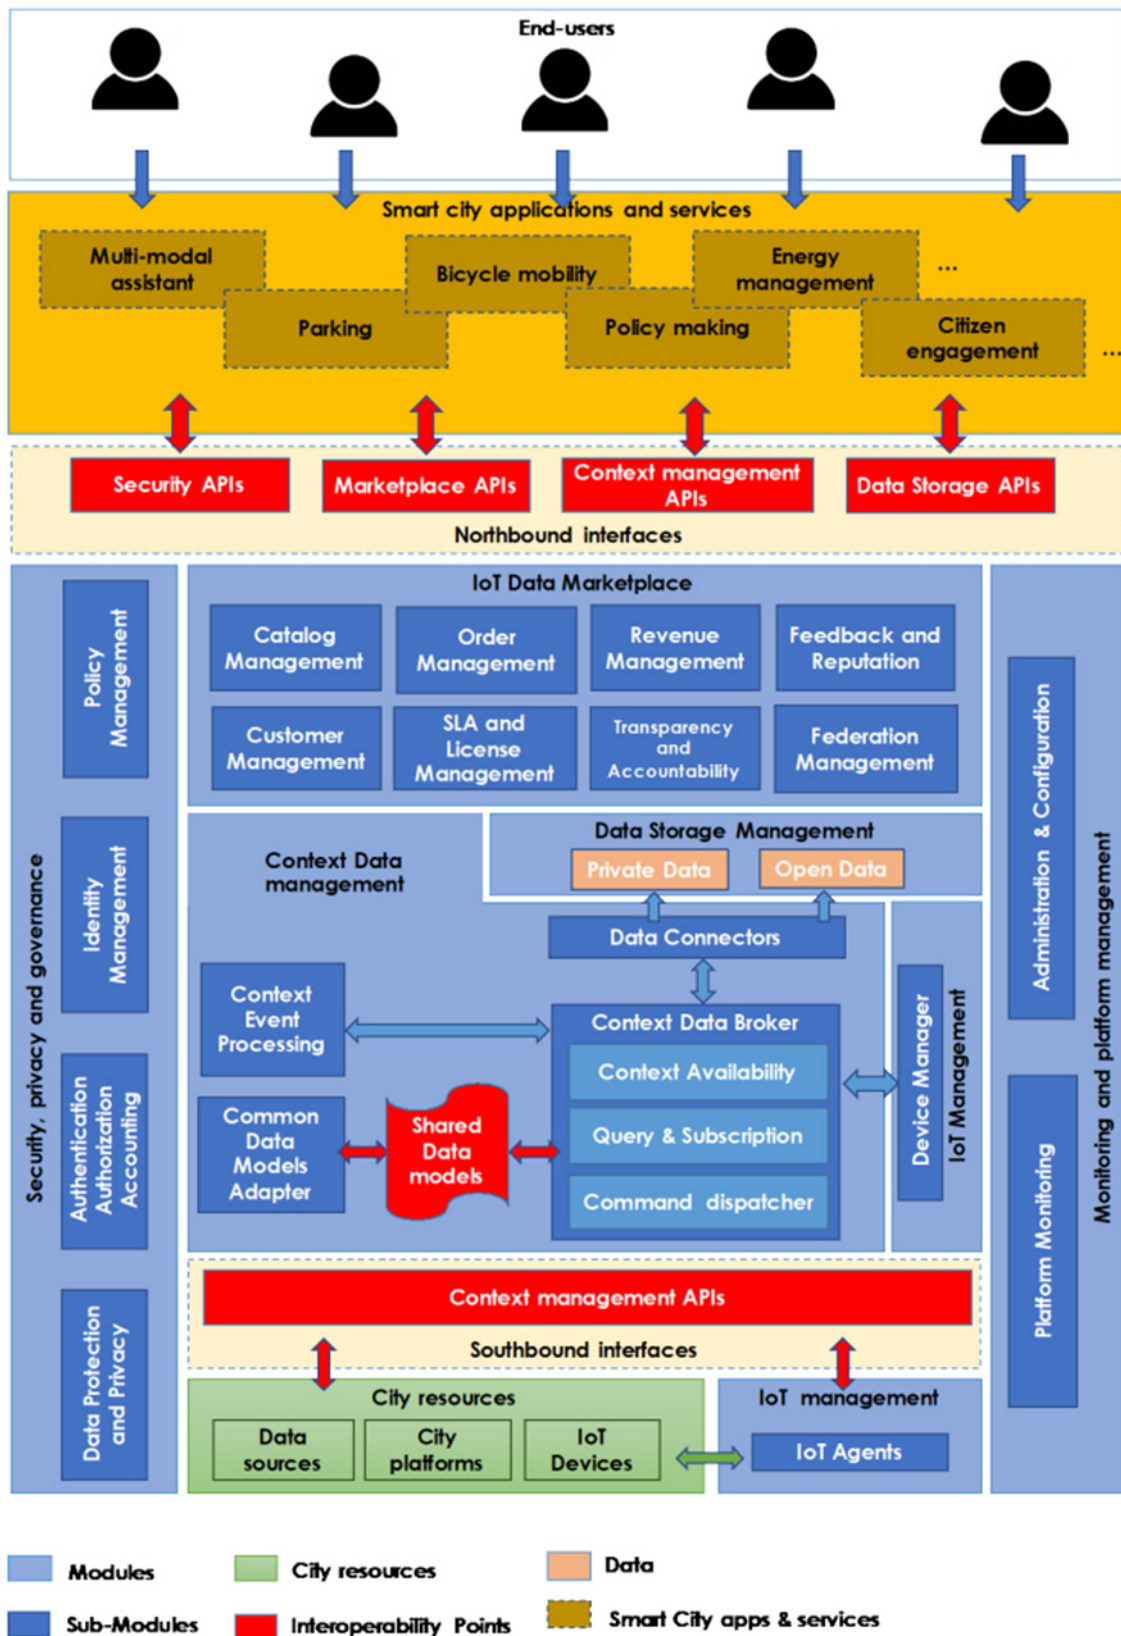 End-users
Smart city applications and services
Multi-modal
assistant
Parking
Bicycle mobility
Policy making
Energy
management
...
Citizen
engagement
...
Security APIs
Marketplace APIs
Context management
APIs
Data Storage APIs
Northbound interfaces
Security, privacy and governance
Policy
Management
Identity
Management
Authentication
Authorization
Accounting
Data Protection
and Privacy
IoT Data Marketplace
Catalog
Management
Order
Management
Revenue
Management
Feedback and
Reputation
Customer
Management
SLA and
License
Management
Transparency
and
Accountability
Federation
Management
Context Data
management
Data Storage Management
Private Data
Open Data
Data Connectors
Context
Event
Processing
Context Data Broker
Context Availability
Query & Subscription
Command dispatcher
Common
Data
Models
Adapter
Shared
Data
models
Device Manager
IoT Management
Administration & Configuration
Platform Monitoring
Monitoring and platform management
Context management APIs
Southbound interfaces
City resources
Data
sources
City
platforms
IoT
Devices
IoT management
IoT Agents
Modules
City resources
Data
Sub-Modules
Interoperability Points
Smart City apps & services